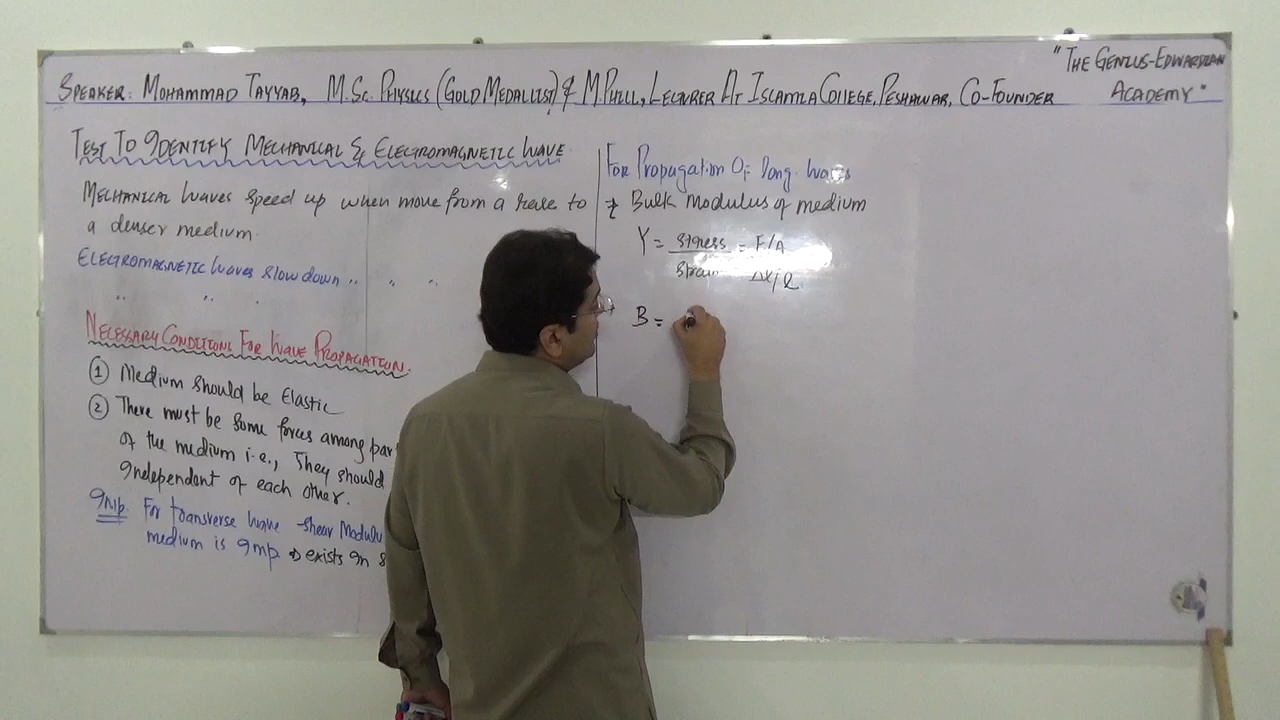 SPEAKER: MOHAMMAD TAYYAB, M.SC. PHYSICS (GOLD MEDALIST) & M.PHIL, LECTURER AT ISLAMIA COLLEGE, PESHAWAR, CO-FOUNDER
"THE GENIUS-EDWARDIAN
ACADEMY"
TEST TO IDENTIFY MECHANICAL & ELECTROMAGNETIC WAVE
MECHANICAL waves speed up when move from a rare to
a denser medium.
ELECTROMAGNETIC waves slow down " " "
" " "
NECESSARY CONDITIONS FOR WAVE PROPAGATION.
① Medium should be Elastic
② There must be some forces among par
of the medium i.e., They should
Independent of each other.
Imp. For transverse wave - shear Modulu
medium is Imp. → exists in s
For Propagation Of Long. waves
Bulk modulus of medium
Y = stress / strain = F/A / Δl/l
B =